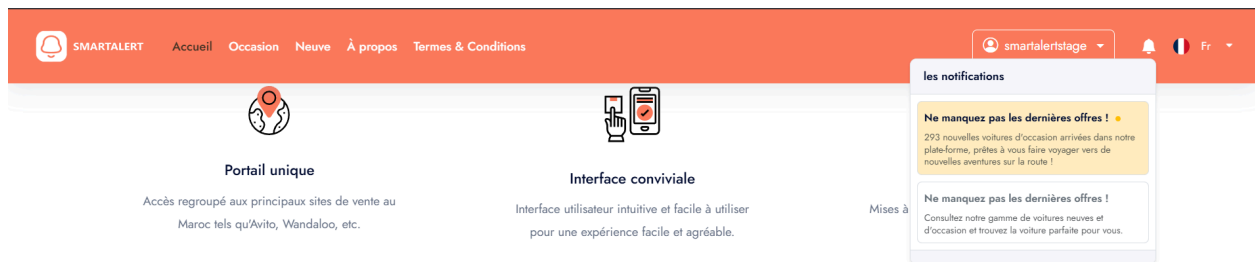 SMARTALERT Accueil Occasion Neuve À propos Termes & Conditions smartalertstage Fr
les notifications
Ne manquez pas les dernières offres !
293 nouvelles voitures d'occasion arrivées dans notre
plate-forme, prêtes à vous faire voyager vers de
nouvelles aventures sur la route !
Ne manquez pas les dernières offres !
Consultez notre gamme de voitures neuves et
d'occasion et trouvez la voiture parfaite pour vous.
Portail unique
Accès regroupé aux principaux sites de vente au
Maroc tels qu'Avito, Wandaloo, etc.
Interface conviviale
Interface utilisateur intuitive et facile à utiliser
pour une expérience facile et agréable.
Mises à